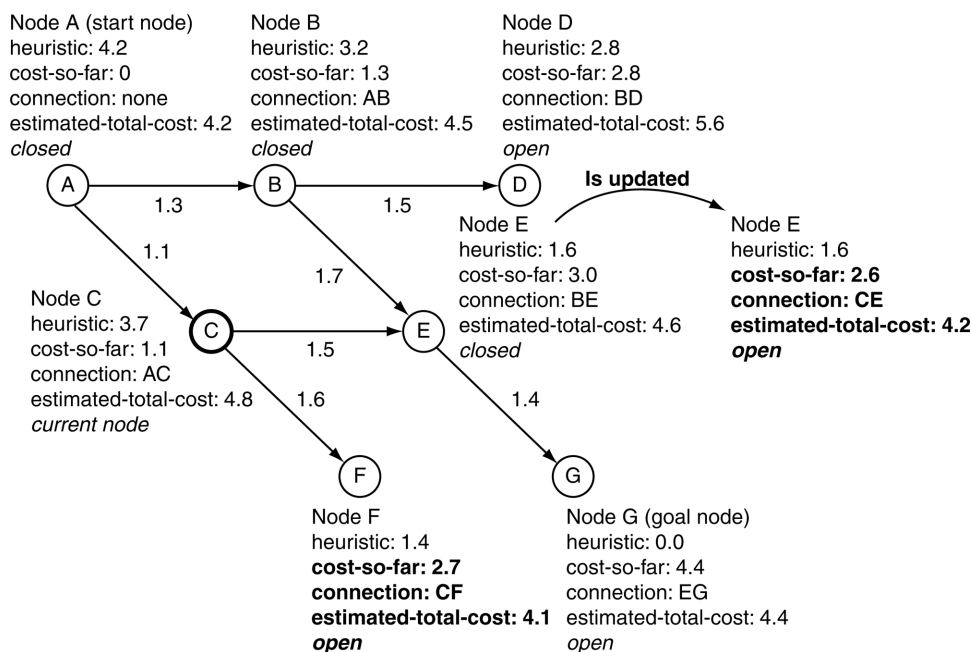 Node A (start node)
heuristic: 4.2
cost-so-far: 0
connection: none
estimated-total-cost: 4.2
closed
Node B
heuristic: 3.2
cost-so-far: 1.3
connection: AB
estimated-total-cost: 4.5
closed
Node D
heuristic: 2.8
cost-so-far: 2.8
connection: BD
estimated-total-cost: 5.6
open
A
B
D
1.3
1.5
Is updated
1.1
1.7
Node E
heuristic: 1.6
cost-so-far: 3.0
connection: BE
estimated-total-cost: 4.6
closed
Node E
heuristic: 1.6
cost-so-far: 2.6
connection: CE
estimated-total-cost: 4.2
open
Node C
heuristic: 3.7
cost-so-far: 1.1
connection: AC
estimated-total-cost: 4.8
current node
C
E
1.5
1.6
1.4
F
G
Node F
heuristic: 1.4
cost-so-far: 2.7
connection: CF
estimated-total-cost: 4.1
open
Node G (goal node)
heuristic: 0.0
cost-so-far: 4.4
connection: EG
estimated-total-cost: 4.4
open